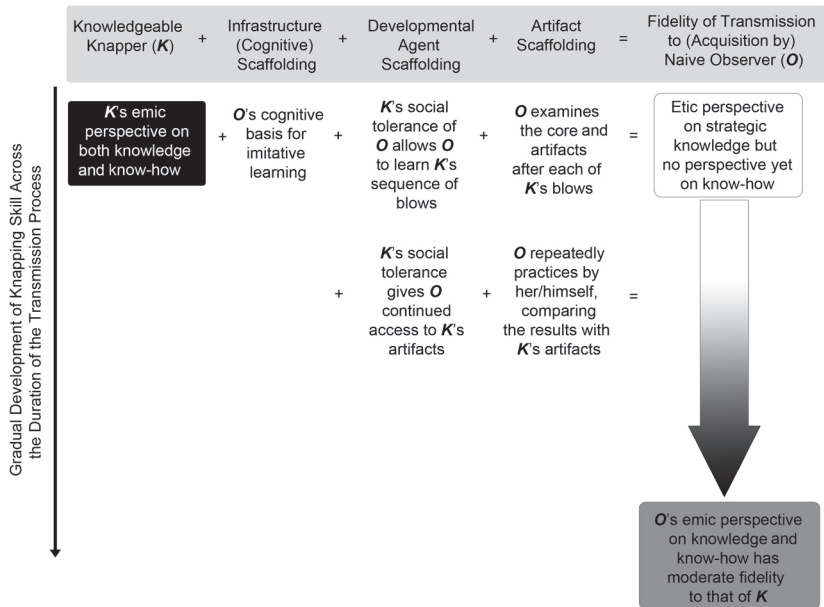 Knowledgeable
Knapper (K)
+
Infrastructure
(Cognitive)
Scaffolding
+
Developmental
Agent
Scaffolding
+
Artifact
Scaffolding
=
Fidelity of Transmission
to (Acquisition by)
Naive Observer (O)
K's emic
perspective on
both knowledge
and know-how
+
O's cognitive
basis for
imitative
learning
+
K's social
tolerance of
O allows O
to learn K's
sequence of
blows
+
O examines
the core and
artifacts
after each of
K's blows
=
Etic perspective
on strategic
knowledge but
no perspective yet
on know-how
+
K's social
tolerance
gives O
continued
access to K's
artifacts
+
O repeatedly
practices by
her/himself,
comparing
the results with
K's artifacts
=
O's emic perspective
on knowledge and
know-how has
moderate fidelity
to that of K
Gradual Development of Knapping Skill Across
the Duration of the Transmission Process